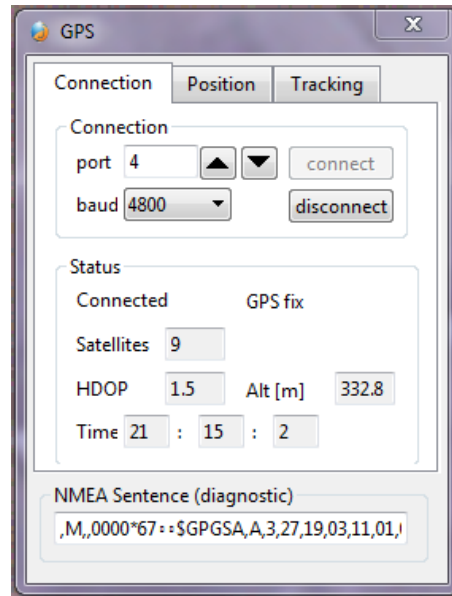 GPS
Connection Position Tracking
Connection
port 4 connect
baud 4800 disconnect
Status
Connected GPS fix
Satellites 9
HDOP 1.5 Alt [m] 332.8
Time 21 : 15 : 2
NMEA Sentence (diagnostic)
,M,,0000*67::$GPGSA,A,3,27,19,03,11,01,